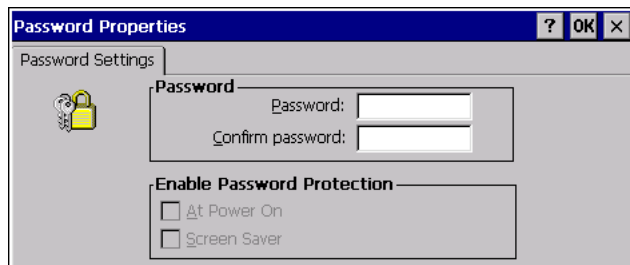 Password Properties ? OK ×
Password Settings
Password
Password:
Confirm password:
Enable Password Protection
At Power On
Screen Saver